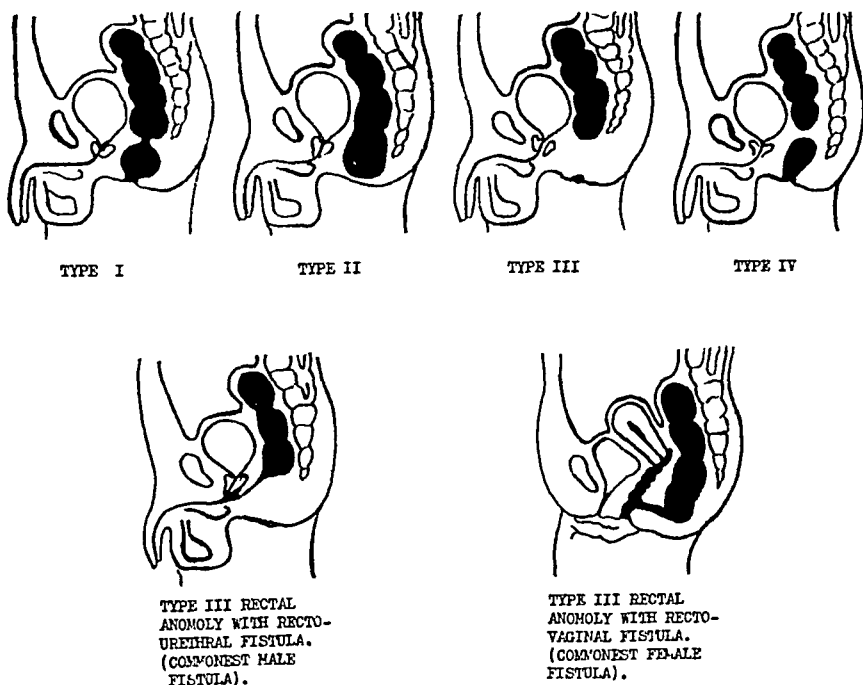 TYPE I
TYPE II
TYPE III
TYPE IV
TYPE III RECTAL
ANOMOLY WITH RECTO-
URETHRAL FISTULA.
(COMMONEST MALE
FISTULA).
TYPE III RECTAL
ANOMOLY WITH RECTO-
VAGINAL FISTULA.
(COMMONEST FEMALE
FISTULA).